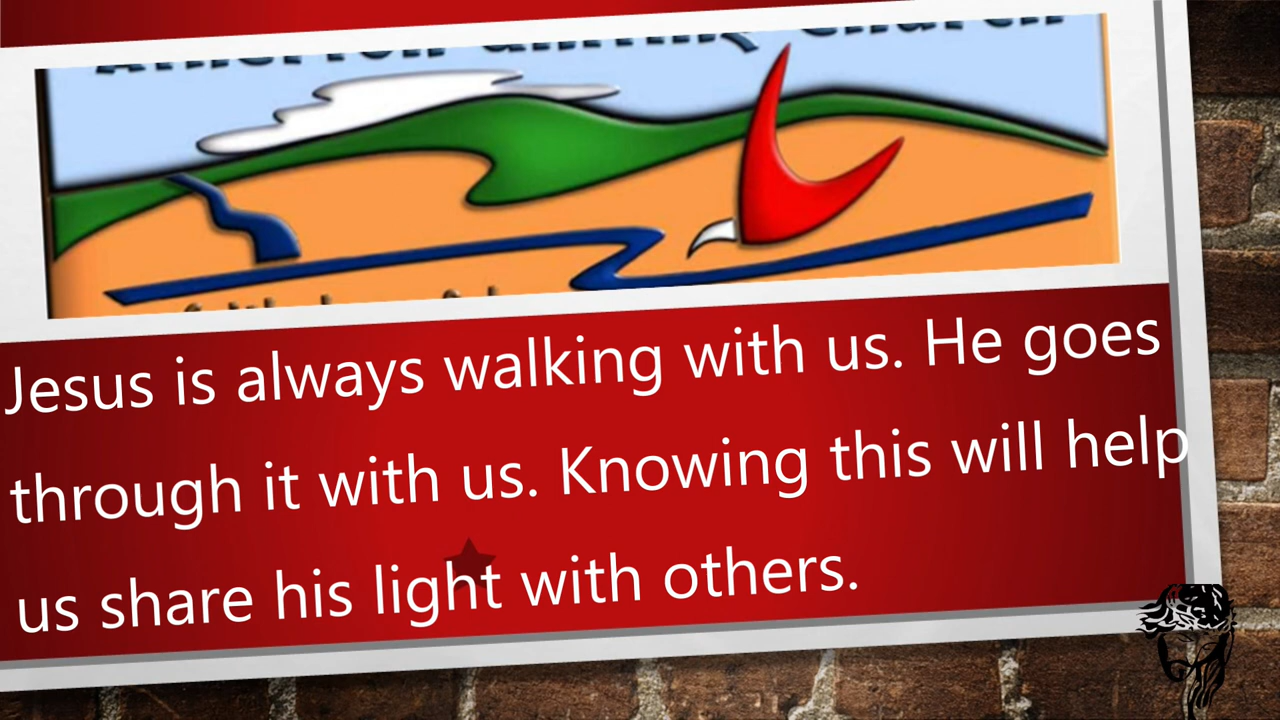 Church
Jesus is always walking with us. He goes
through it with us. Knowing this will help
us share his light with others.